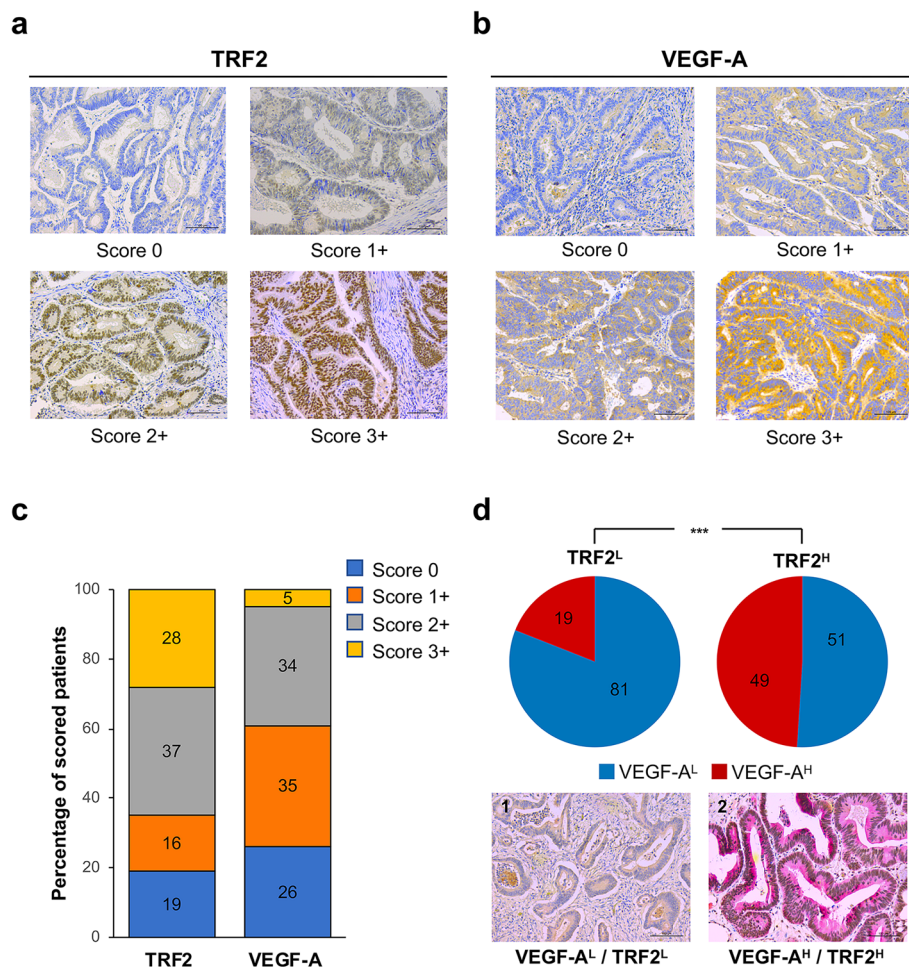 a
TRF2
Score 0
Score 1+
Score 2+
Score 3+
b
VEGF-A
Score 0
Score 1+
Score 2+
Score 3+
c
Percentage of scored patients
100
80
60
40
20
0
28
37
16
19
5
34
35
26
TRF2
VEGF-A
Score 0
Score 1+
Score 2+
Score 3+
d
***
TRF2ᴸ
TRF2ᴴ
19
81
49
51
VEGF-Aᴸ
VEGF-Aᴴ
1
2
VEGF-Aᴸ / TRF2ᴸ
VEGF-Aᴴ / TRF2ᴴ